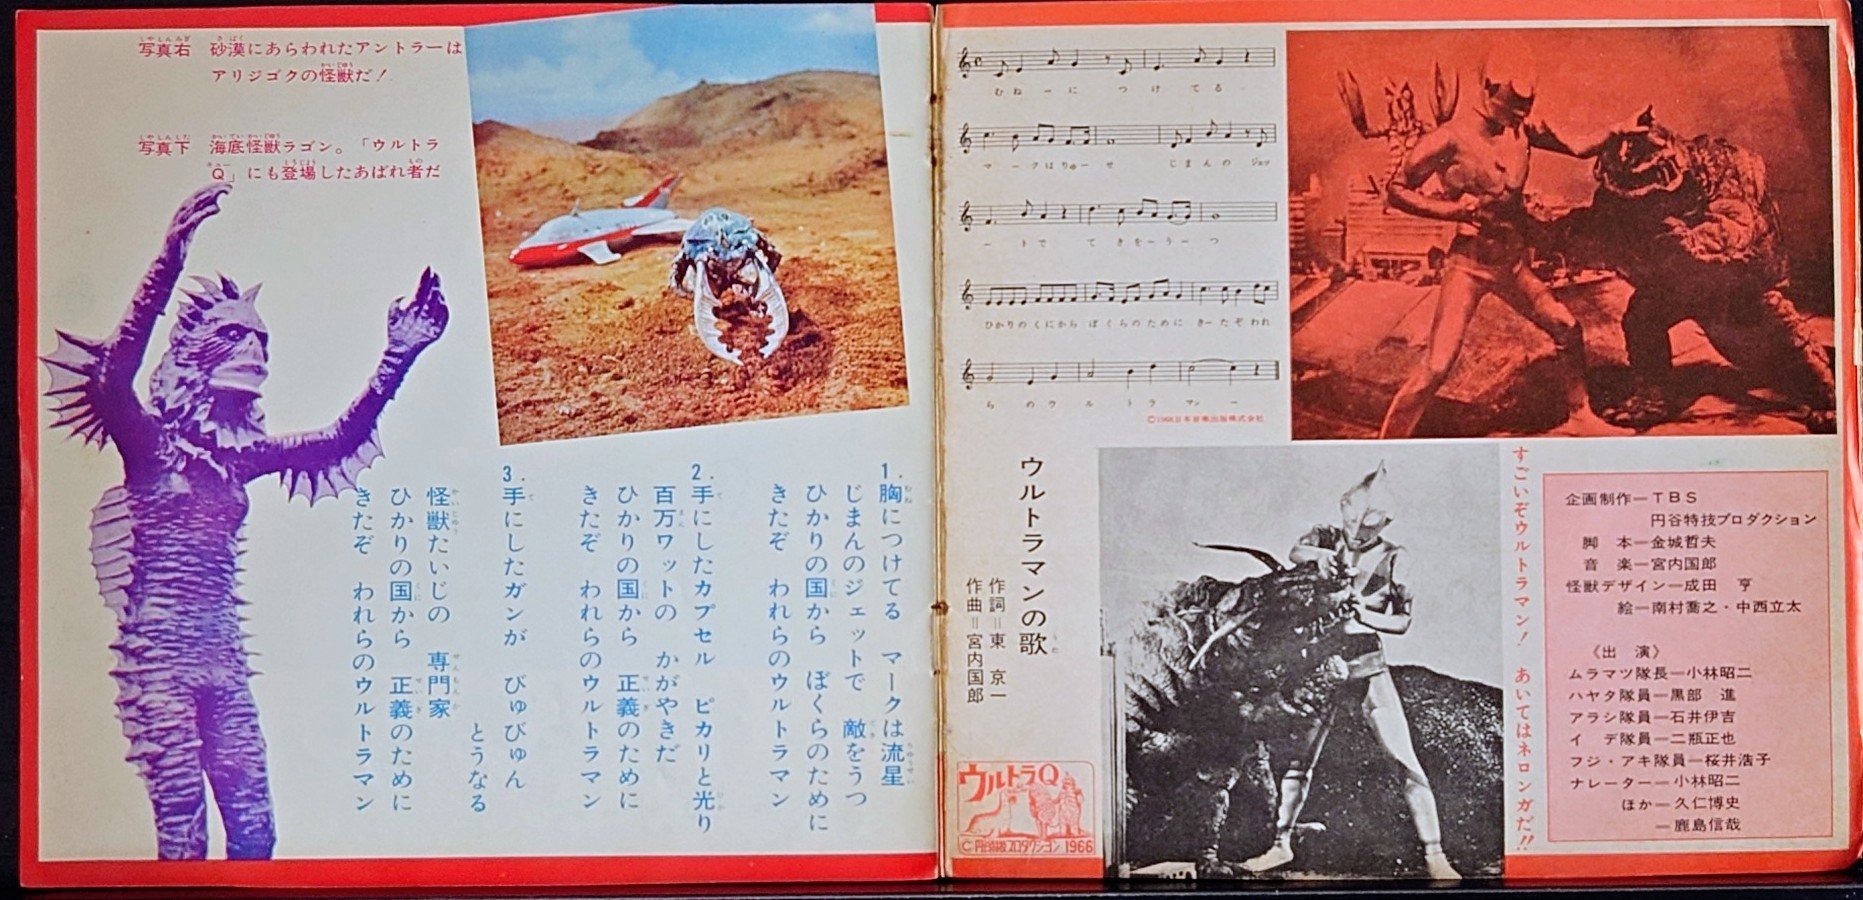 写真右　砂漠にあらわれたアントラーは
アリジゴクの怪獣だ！
写真下　海底怪獣ラゴン。「ウルトラ
Q」にも登場したあばれ者だ
1.胸につけてる　マークは流星
じまんのジェットで　敵をうつ
ひかりの国から　ぼくらのために
きたぞ　われらのウルトラマン
2.手にしたカプセル　ピカリと光り
百万ワットの　かがやきだ
ひかりの国から　正義のために
きたぞ　われらのウルトラマン
3.手にしたガンが　びゅびゅん
とうなる
怪獣たいじの　専門家
ひかりの国から　正義のために
きたぞ　われらのウルトラマン
むねーに　つけてる
マークはりゅーせ　じまんの　ジェッ
ートで　てきをーうーつ
ひかりのくにから　ぼくらのために　きーたぞわれ
らのウルトラマンー
©1966日本音楽出版株式会社
ウルトラマンの歌
作詞＝東　京一
作曲＝宮内国郎
ウルトラQ
©円谷特技プロダクション 1966
すごいぞウルトラマン！　あいてはネロンガだ!!
企画制作—TBS
円谷特技プロダクション
脚　本—金城哲夫
音　楽—宮内国郎
怪獣デザイン—成田　亨
絵—南村喬之・中西立太
《出　演》
ムラマツ隊長—小林昭二
ハヤタ隊員—黒部　進
アラシ隊員—石井伊吉
イ　デ隊員—二瓶正也
フジ・アキ隊員—桜井浩子
ナレーター—小林昭二
ほか—久仁博史
—鹿島信哉